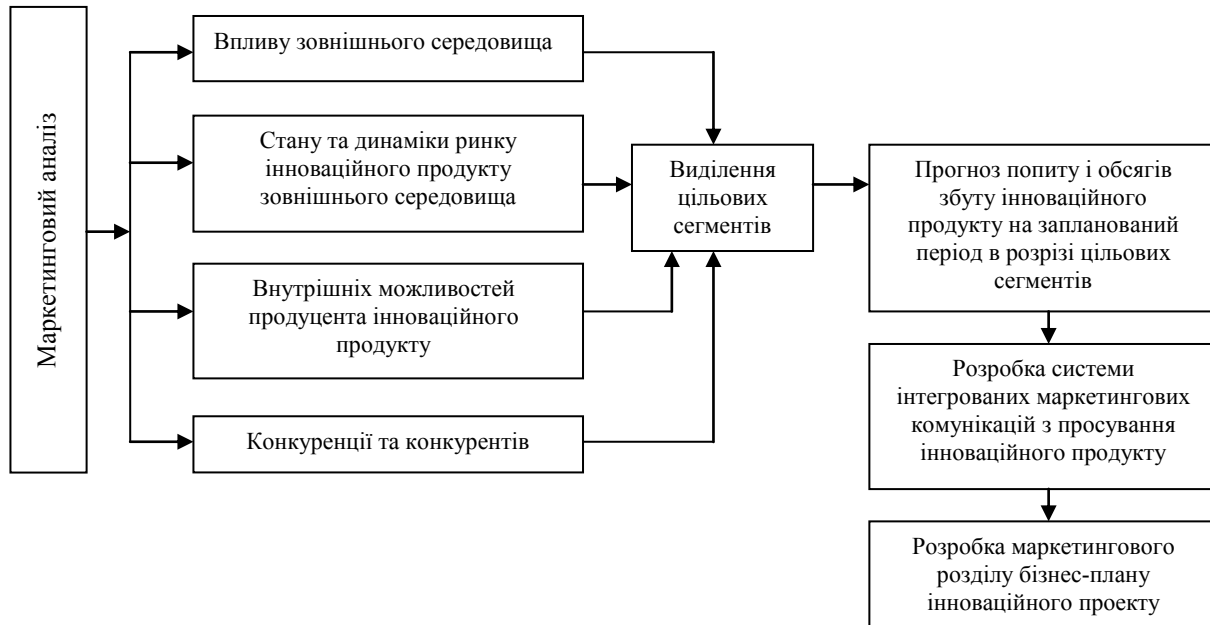 Маркетинговий аналіз
Впливу зовнішнього середовища
Стану та динаміки ринку
інноваційного продукту
зовнішнього середовища
Внутрішніх можливостей
продуцента інноваційного
продукту
Конкуренції та конкурентів
Виділення
цільових
сегментів
Прогноз попиту і обсягів
збуту інноваційного
продукту на запланований
період в розрізі цільових
сегментів
Розробка системи
інтегрованих маркетингових
комунікацій з просування
інноваційного продукту
Розробка маркетингового
розділу бізнес-плану
інноваційного проекту